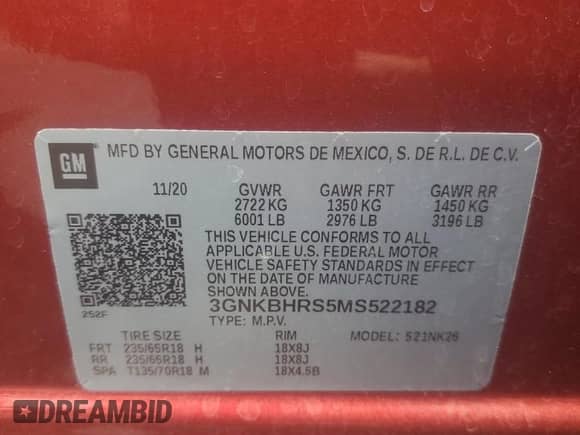 GM MFD BY GENERAL MOTORS DE MEXICO, S. DE R.L. DE C.V.
11/20 GVWR GAWR FRT GAWR RR
2722 KG 1350 KG 1450 KG
6001 LB 2976 LB 3196 LB
THIS VEHICLE CONFORMS TO ALL
APPLICABLE U.S. FEDERAL MOTOR
VEHICLE SAFETY STANDARDS IN EFFECT
ON THE DATE OF MANUFACTURE
SHOWN ABOVE.
252F 3GNKBHRS5MS522182
TYPE: M.P.V.
TIRE SIZE RIM MODEL: 521NK26
FRT 235/65R18 H 18X8J
RR 235/65R18 H 18X8J
SPA T135/70R18 M 18X4.5B
DREAMBID